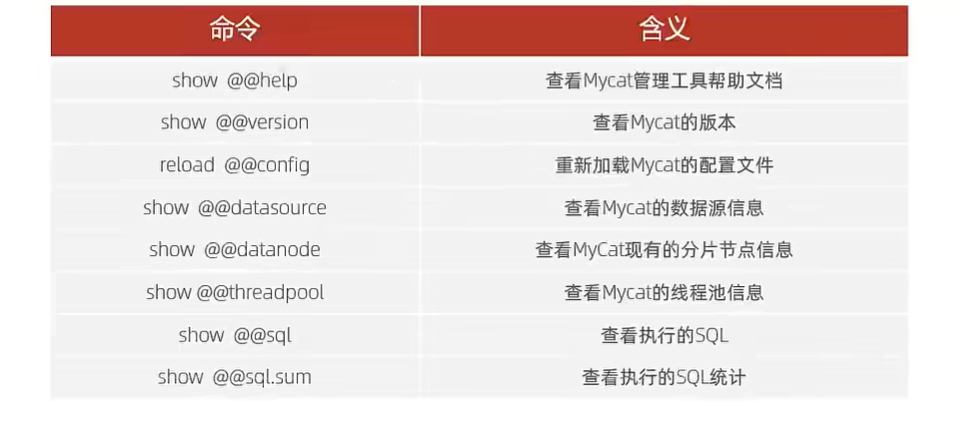 命令 含义
show @@help 查看Mycat管理工具帮助文档
show @@version 查看Mycat的版本
reload @@config 重新加载Mycat的配置文件
show @@datasource 查看Mycat的数据源信息
show @@datanode 查看MyCat现有的分片节点信息
show @@threadpool 查看Mycat的线程池信息
show @@sql 查看执行的SQL
show @@sql.sum 查看执行的SQL统计